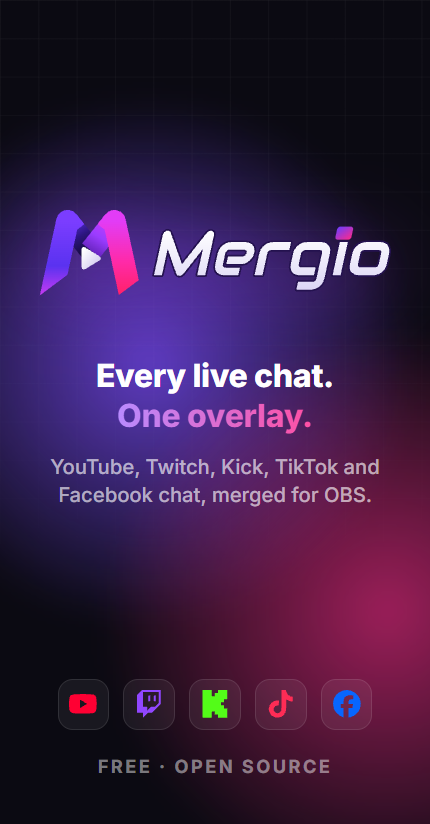 Mergio
Every live chat.
One overlay.
YouTube, Twitch, Kick, TikTok and
Facebook chat, merged for OBS.
FREE · OPEN SOURCE